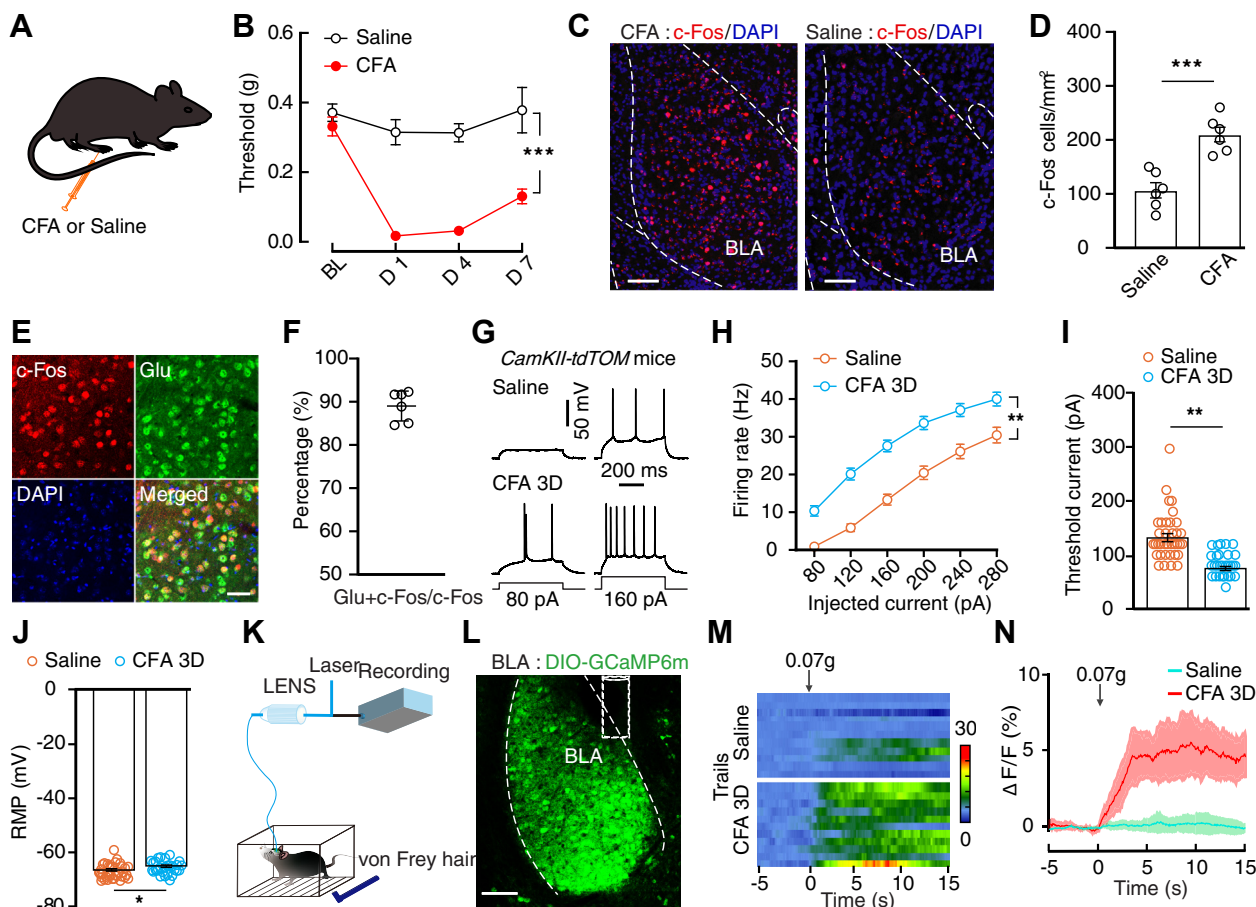 A
CFA or Saline
B
Threshold (g)
0.6
0.4
0.2
0.0
Saline
CFA
***
BL
D 1
D 4
D 7
C
CFA : c-Fos/DAPI
Saline : c-Fos/DAPI
BLA
BLA
D
c-Fos cells/mm²
400
300
200
100
0
***
Saline
CFA
E
c-Fos
Glu
DAPI
Merged
F
Percentage (%)
100
90
80
70
60
50
Glu+c-Fos/c-Fos
G
CamKII-tdTOM mice
Saline
50 mV
200 ms
CFA 3D
80 pA
160 pA
H
Saline
CFA 3D
Firing rate (Hz)
50
40
30
20
10
0
**
80
120
160
200
240
280
Injected current (pA)
I
Saline
CFA 3D
Threshold current (pA)
400
300
200
100
0
**
J
Saline
CFA 3D
RMP (mV)
0
-20
-40
-60
-80
*
K
Laser
LENS
Recording
von Frey hair
L
BLA : DIO-GCaMP6m
BLA
M
0.07g
Trails
Saline
CFA 3D
30
0
-5
0
5
10
15
Time (s)
N
Saline
CFA 3D
0.07g
Δ F/F (%)
10
5
0
-5
0
5
10
15
Time (s)